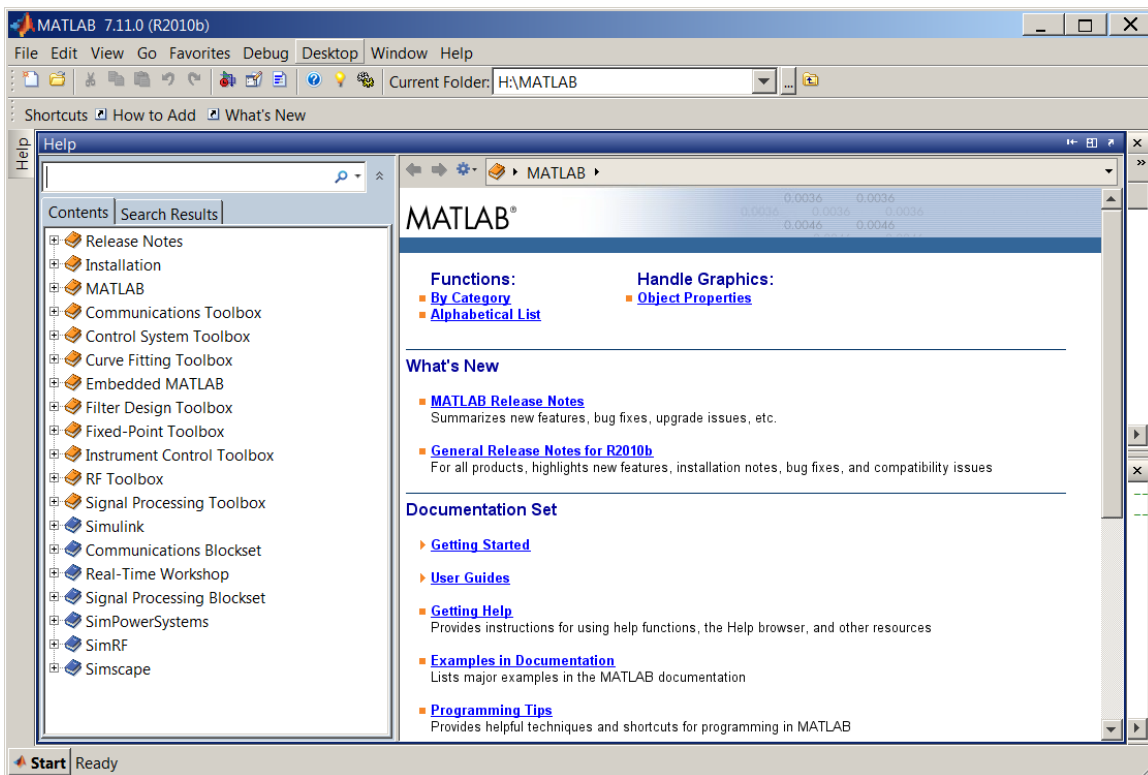 MATLAB 7.11.0 (R2010b)
File Edit View Go Favorites Debug Desktop Window Help
Current Folder: H:\MATLAB
...
Shortcuts How to Add What's New
Help
Help
Contents Search Results
Release Notes
Installation
MATLAB
Communications Toolbox
Control System Toolbox
Curve Fitting Toolbox
Embedded MATLAB
Filter Design Toolbox
Fixed-Point Toolbox
Instrument Control Toolbox
RF Toolbox
Signal Processing Toolbox
Simulink
Communications Blockset
Real-Time Workshop
Signal Processing Blockset
SimPowerSystems
SimRF
Simscape
MATLAB
MATLAB®
0.0036 0.0036
0.0036 0.0036 0.0036
0.0046 0.0046
Functions:
By Category
Alphabetical List
Handle Graphics:
Object Properties
What's New
MATLAB Release Notes
Summarizes new features, bug fixes, upgrade issues, etc.
General Release Notes for R2010b
For all products, highlights new features, installation notes, bug fixes, and compatibility issues
Documentation Set
Getting Started
User Guides
Getting Help
Provides instructions for using help functions, the Help browser, and other resources
Examples in Documentation
Lists major examples in the MATLAB documentation
Programming Tips
Provides helpful techniques and shortcuts for programming in MATLAB
Start Ready